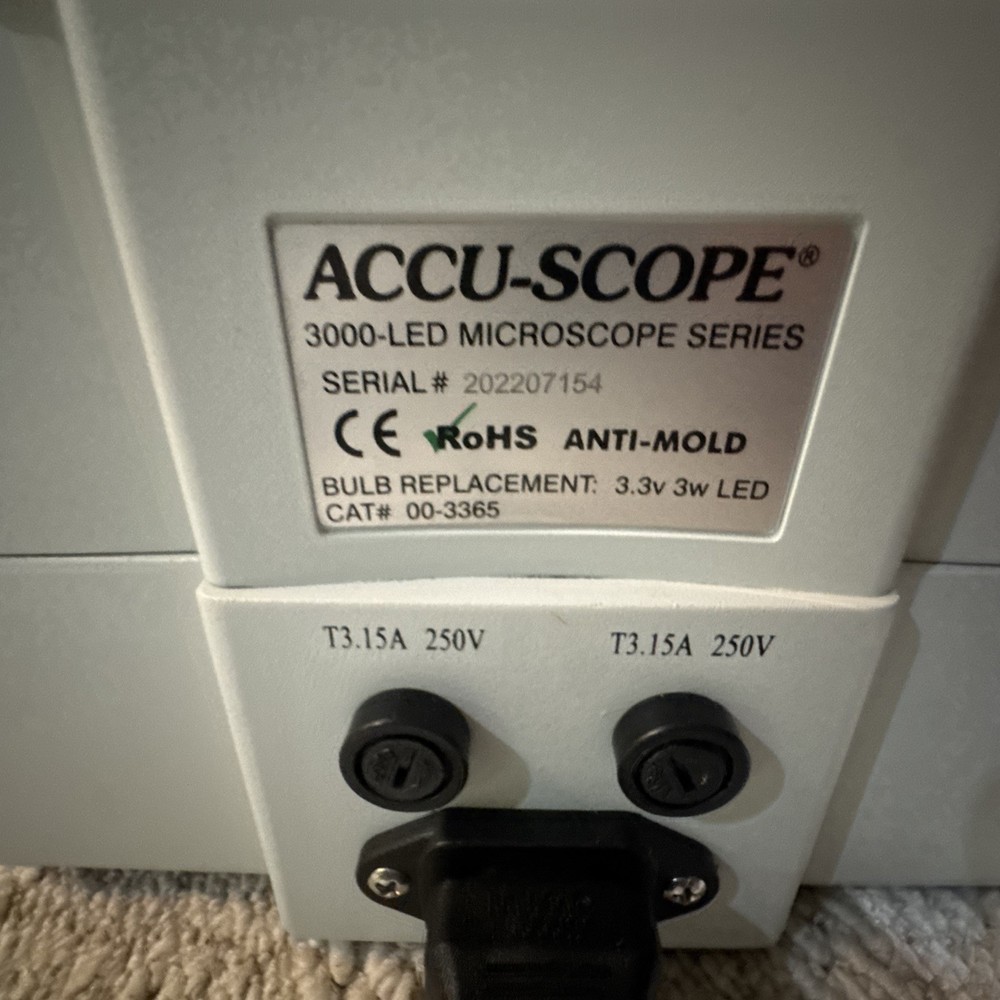 ACCU-SCOPE®
3000-LED MICROSCOPE SERIES
SERIAL# 202207154
CE RoHS ANTI-MOLD
BULB REPLACEMENT: 3.3v 3w LED
CAT# 00-3365
T3.15A 250V T3.15A 250V